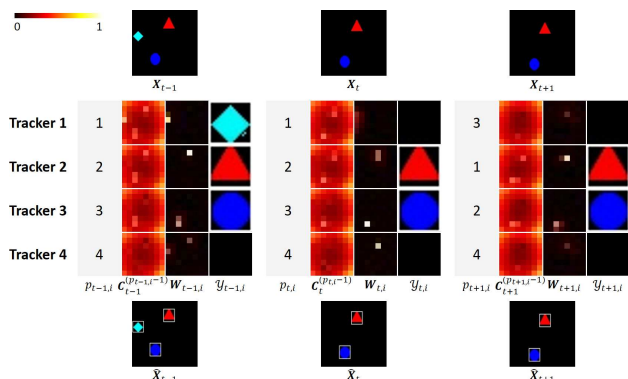 0 1
X_{t−1} X_t X_{t+1}
Tracker 1 1 1 3
Tracker 2 2 2 1
Tracker 3 3 3 2
Tracker 4 4 4 4
p_{t−1,i} C_{t−1}^{(p_{t−1,i}−1)} W_{t−1,i} 𝒴_{t−1,i} p_{t,i} C_t^{(p_{t,i}−1)} W_{t,i} 𝒴_{t,i} p_{t+1,i} C_{t+1}^{(p_{t+1,i}−1)} W_{t+1,i} 𝒴_{t+1,i}